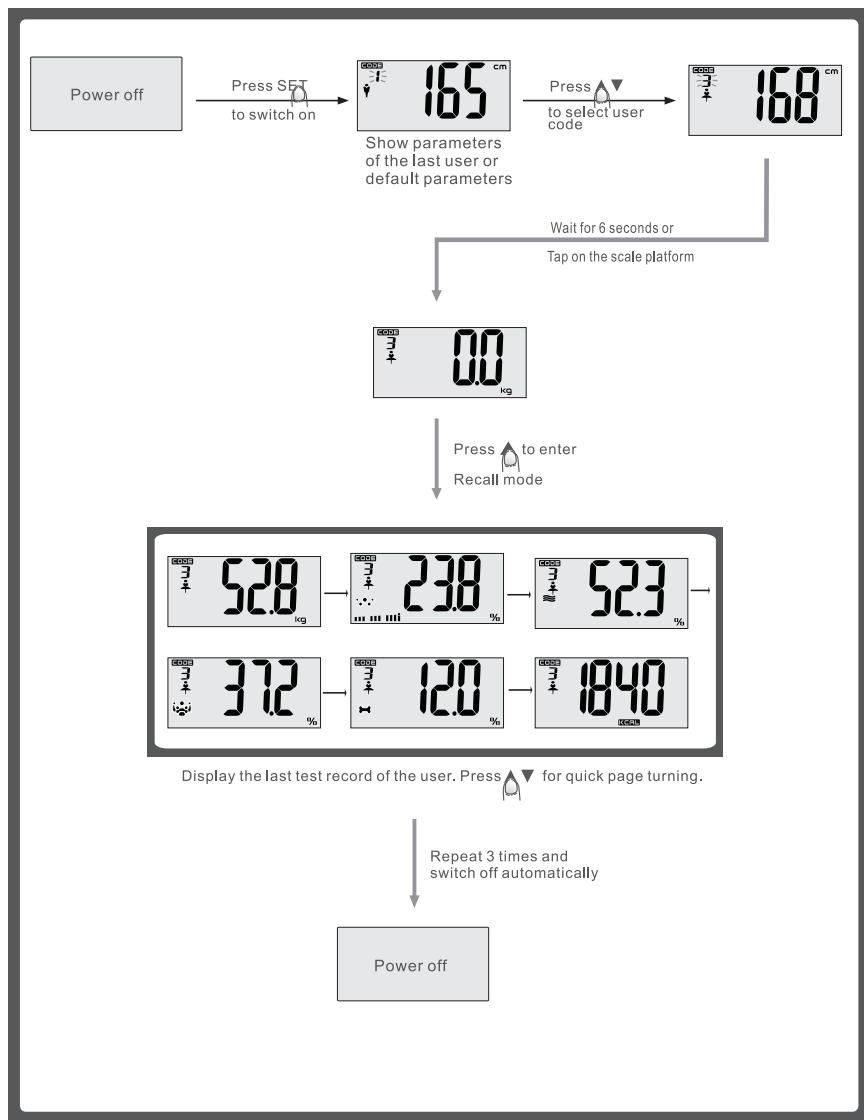 Power off
Press SET
to switch on
CODE
1
165 cm
Show parameters
of the last user or
default parameters
Press ▲▼
to select user
code
CODE
3
168 cm
Wait for 6 seconds or
Tap on the scale platform
CODE
3
0.0
kg
Press ▲ to enter
Recall mode
CODE
3
52.8
kg
CODE
3
23.8
%
CODE
3
52.3
%
CODE
3
37.2
%
CODE
3
12.0
%
CODE
3
1840
KCAL
Display the last test record of the user. Press ▲▼ for quick page turning.
Repeat 3 times and
switch off automatically
Power off